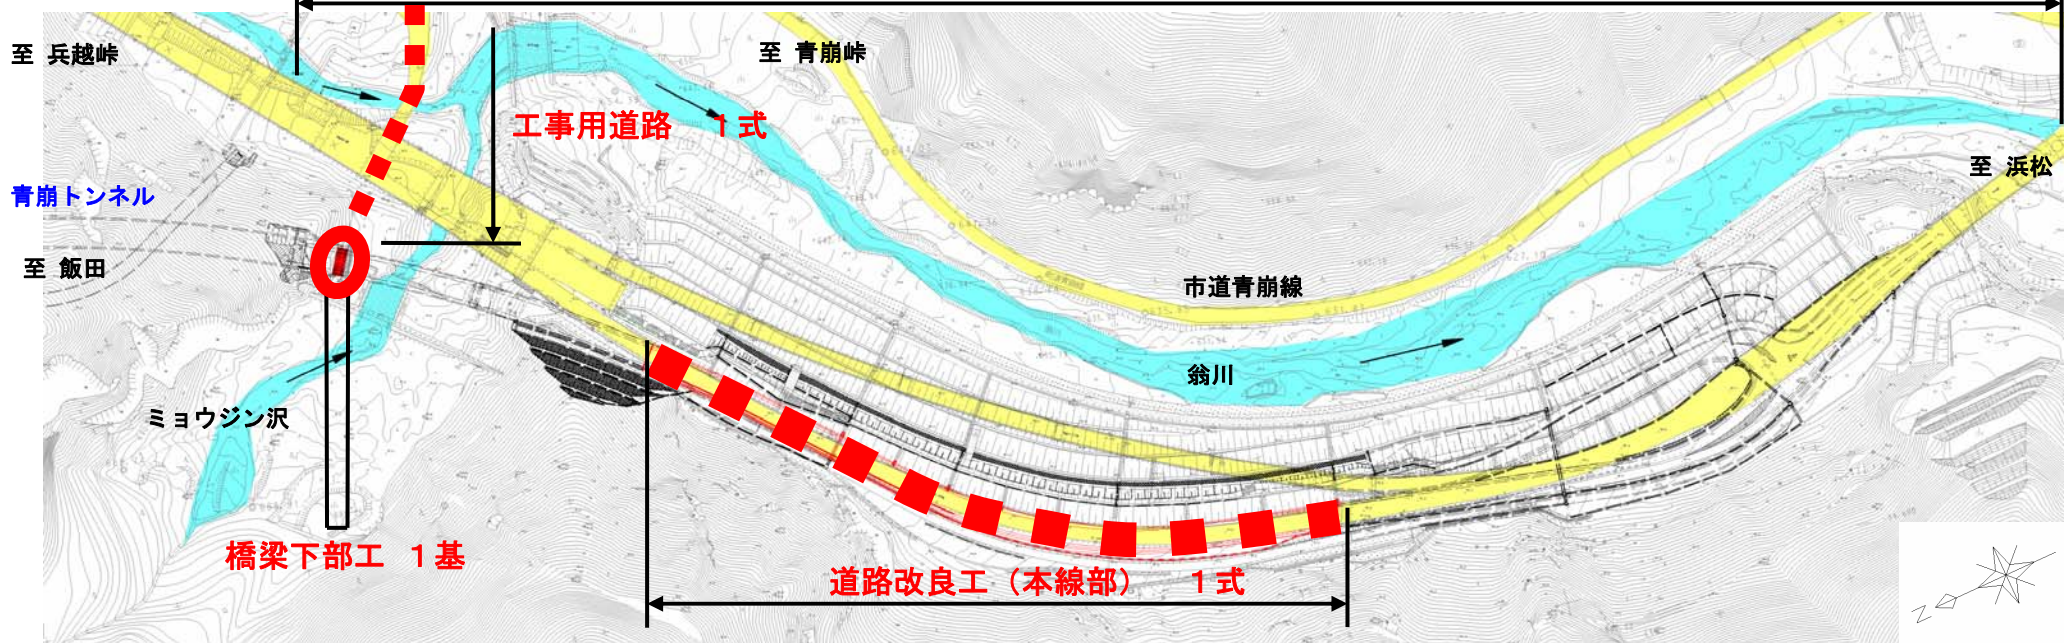 至 兵越峠
至 青崩峠
工事用道路 １式
至 浜松
青崩トンネル
至 飯田
市道青崩線
翁川
ミョウジン沢
橋梁下部工 １基
道路改良工（本線部） １式
Z